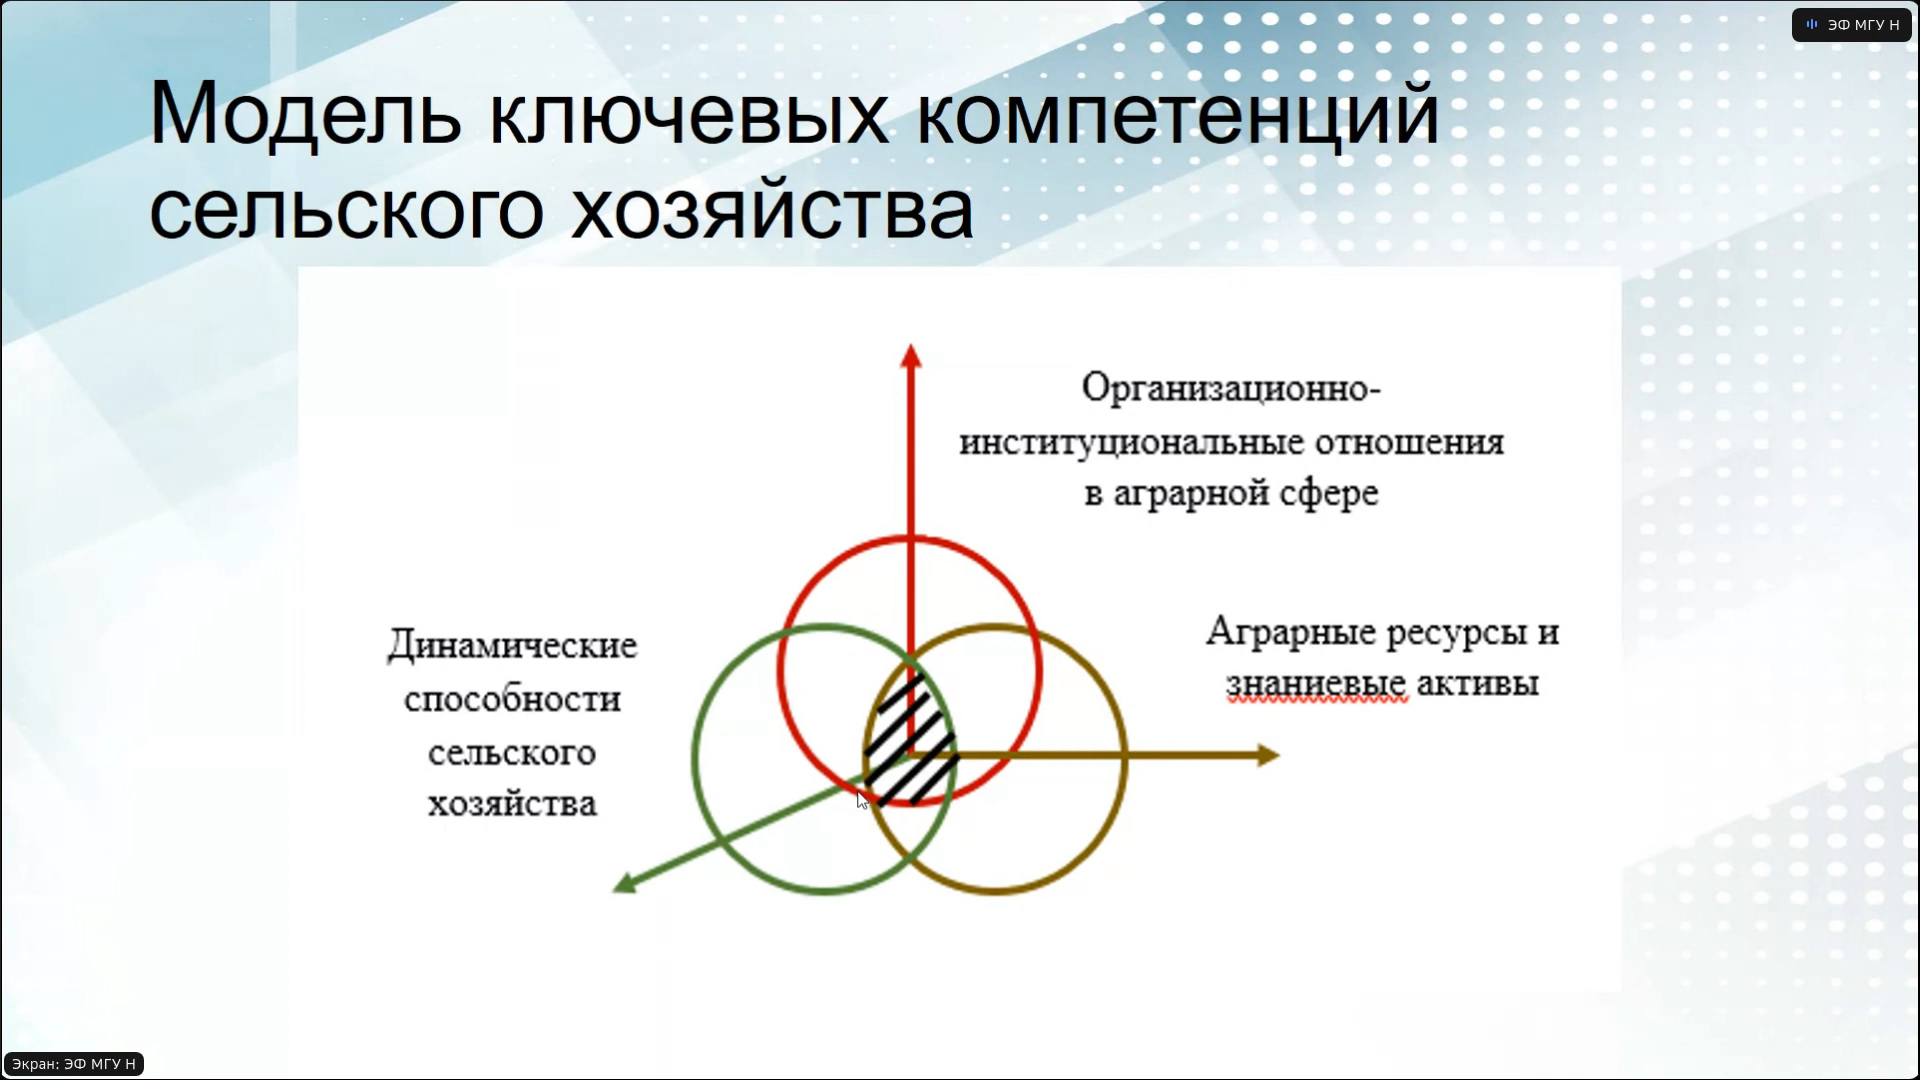 ЭФ МГУ Н
Модель ключевых компетенций
сельского хозяйства
Организационно-
институциональные отношения
в аграрной сфере
Аграрные ресурсы и
знаниевые активы
Динамические
способности
сельского
хозяйства
Экран: ЭФ МГУ Н